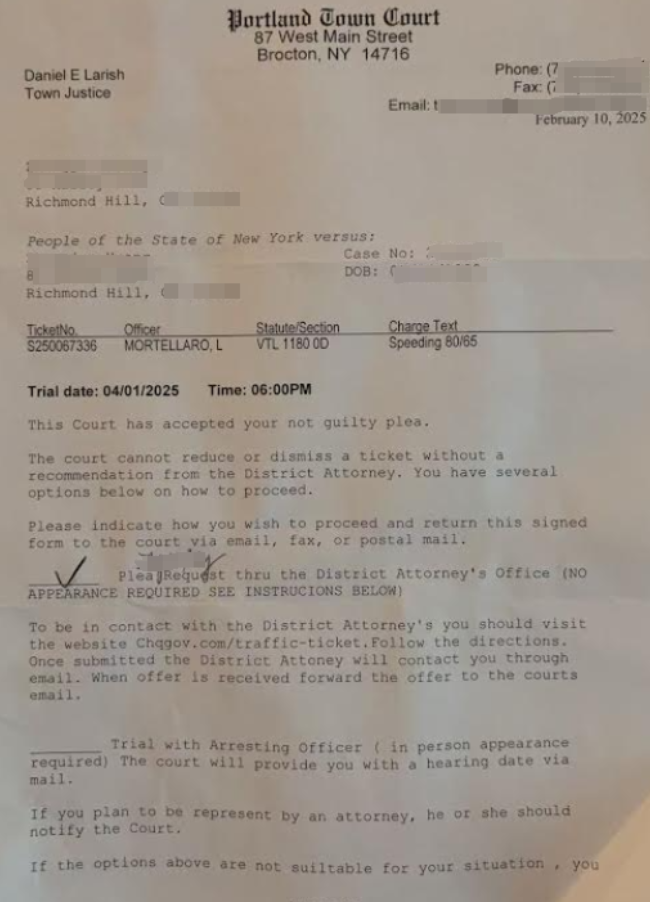 Portland Town Court
87 West Main Street
Brocton, NY 14716
Daniel E Larish
Town Justice
Phone: (7
Fax: (
Email: t
February 10, 2025
Richmond Hill,
People of the State of New York versus:
Case No:
8
DOB: (
Richmond Hill,
TicketNo. Officer Statute/Section Charge Text
S250067336 MORTELLARO, L VTL 1180 0D Speeding 80/65
Trial date: 04/01/2025 Time: 06:00PM
This Court has accepted your not guilty plea.
The court cannot reduce or dismiss a ticket without a
recommendation from the District Attorney. You have several
options below on how to proceed.
Please indicate how you wish to proceed and return this signed
form to the court via email, fax, or postal mail.
Plea Request thru the District Attorney's Office (NO
APPEARANCE REQUIRED SEE INSTRUCIONS BELOW)
To be in contact with the District Attorney's you should visit
the website Chqgov.com/traffic-ticket.Follow the directions.
Once submitted the District Attoney will contact you through
email. When offer is received forward the offer to the courts
email.
Trial with Arresting Officer ( in person appearance
required) The court will provide you with a hearing date via
mail.
If you plan to be represent by an attorney, he or she should
notify the Court.
If the options above are not suiltable for your situation , you